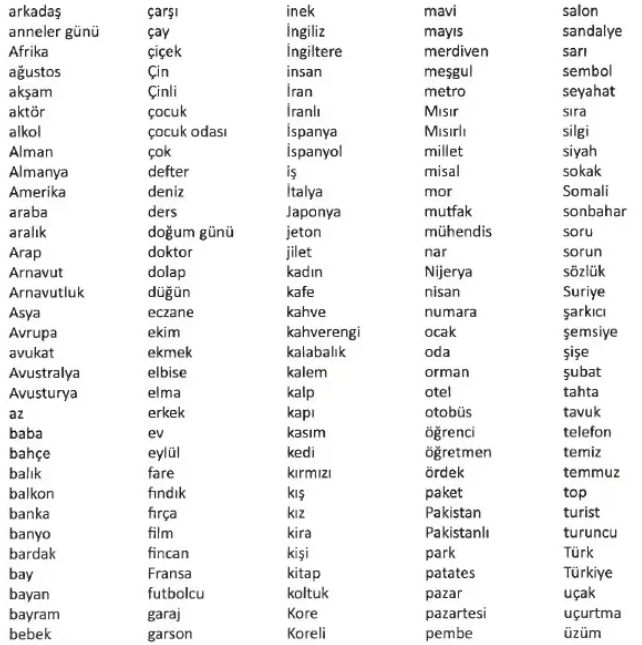 arkadaş
anneler günü
Afrika
ağustos
akşam
aktör
alkol
Alman
Almanya
Amerika
araba
aralık
Arap
Arnavut
Arnavutluk
Asya
Avrupa
avukat
Avustralya
Avusturya
az
baba
bahçe
balık
balkon
banka
banyo
bardak
bay
bayan
bayram
bebek
çarşı
çay
çiçek
Çin
Çinli
çocuk
çocuk odası
çok
defter
deniz
ders
doğum günü
doktor
dolap
düğün
eczane
ekim
ekmek
elbise
elma
erkek
ev
eylül
fare
fındık
fırça
film
fincan
Fransa
futbolcu
garaj
garson
inek
İngiliz
İngiltere
insan
İran
İranlı
İspanya
İspanyol
iş
İtalya
Japonya
jeton
jilet
kadın
kafe
kahve
kahverengi
kalabalık
kalem
kalp
kapı
kasım
kedi
kırmızı
kış
kız
kira
kişi
kitap
koltuk
Kore
Koreli
mavi
mayıs
merdiven
meşgul
metro
Mısır
Mısırlı
millet
misal
mor
mutfak
mühendis
nar
Nijerya
nisan
numara
ocak
oda
orman
otel
otobüs
öğrenci
öğretmen
ördek
paket
Pakistan
Pakistanlı
park
patates
pazar
pazartesi
pembe
salon
sandalye
sarı
sembol
seyahat
sıra
silgi
siyah
sokak
Somali
sonbahar
soru
sorun
sözlük
Suriye
şarkıcı
şemsiye
şişe
şubat
tahta
tavuk
telefon
temiz
temmuz
top
turist
turuncu
Türk
Türkiye
uçak
uçurtma
üzüm